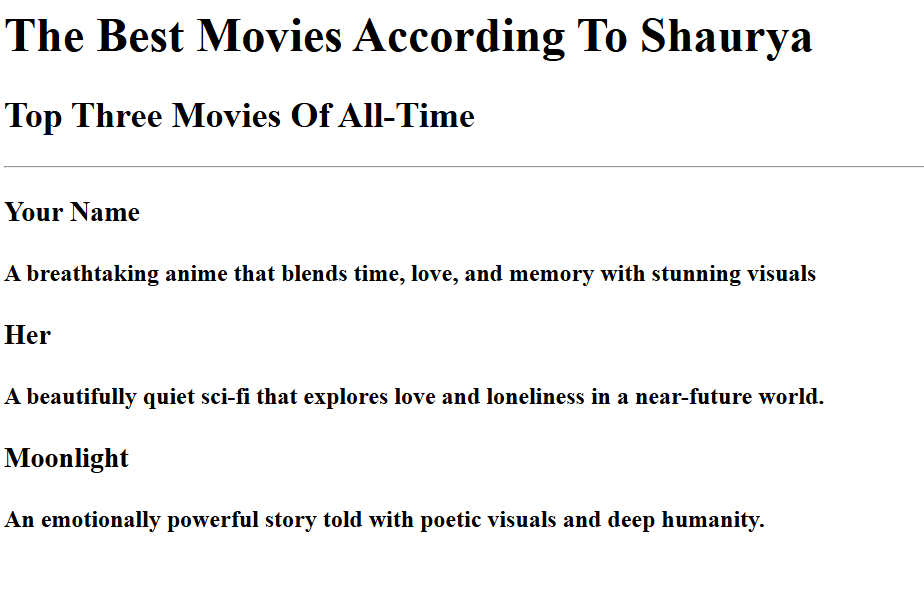 The Best Movies According To Shaurya
Top Three Movies Of All-Time
Your Name
A breathtaking anime that blends time, love, and memory with stunning visuals
Her
A beautifully quiet sci-fi that explores love and loneliness in a near-future world.
Moonlight
An emotionally powerful story told with poetic visuals and deep humanity.